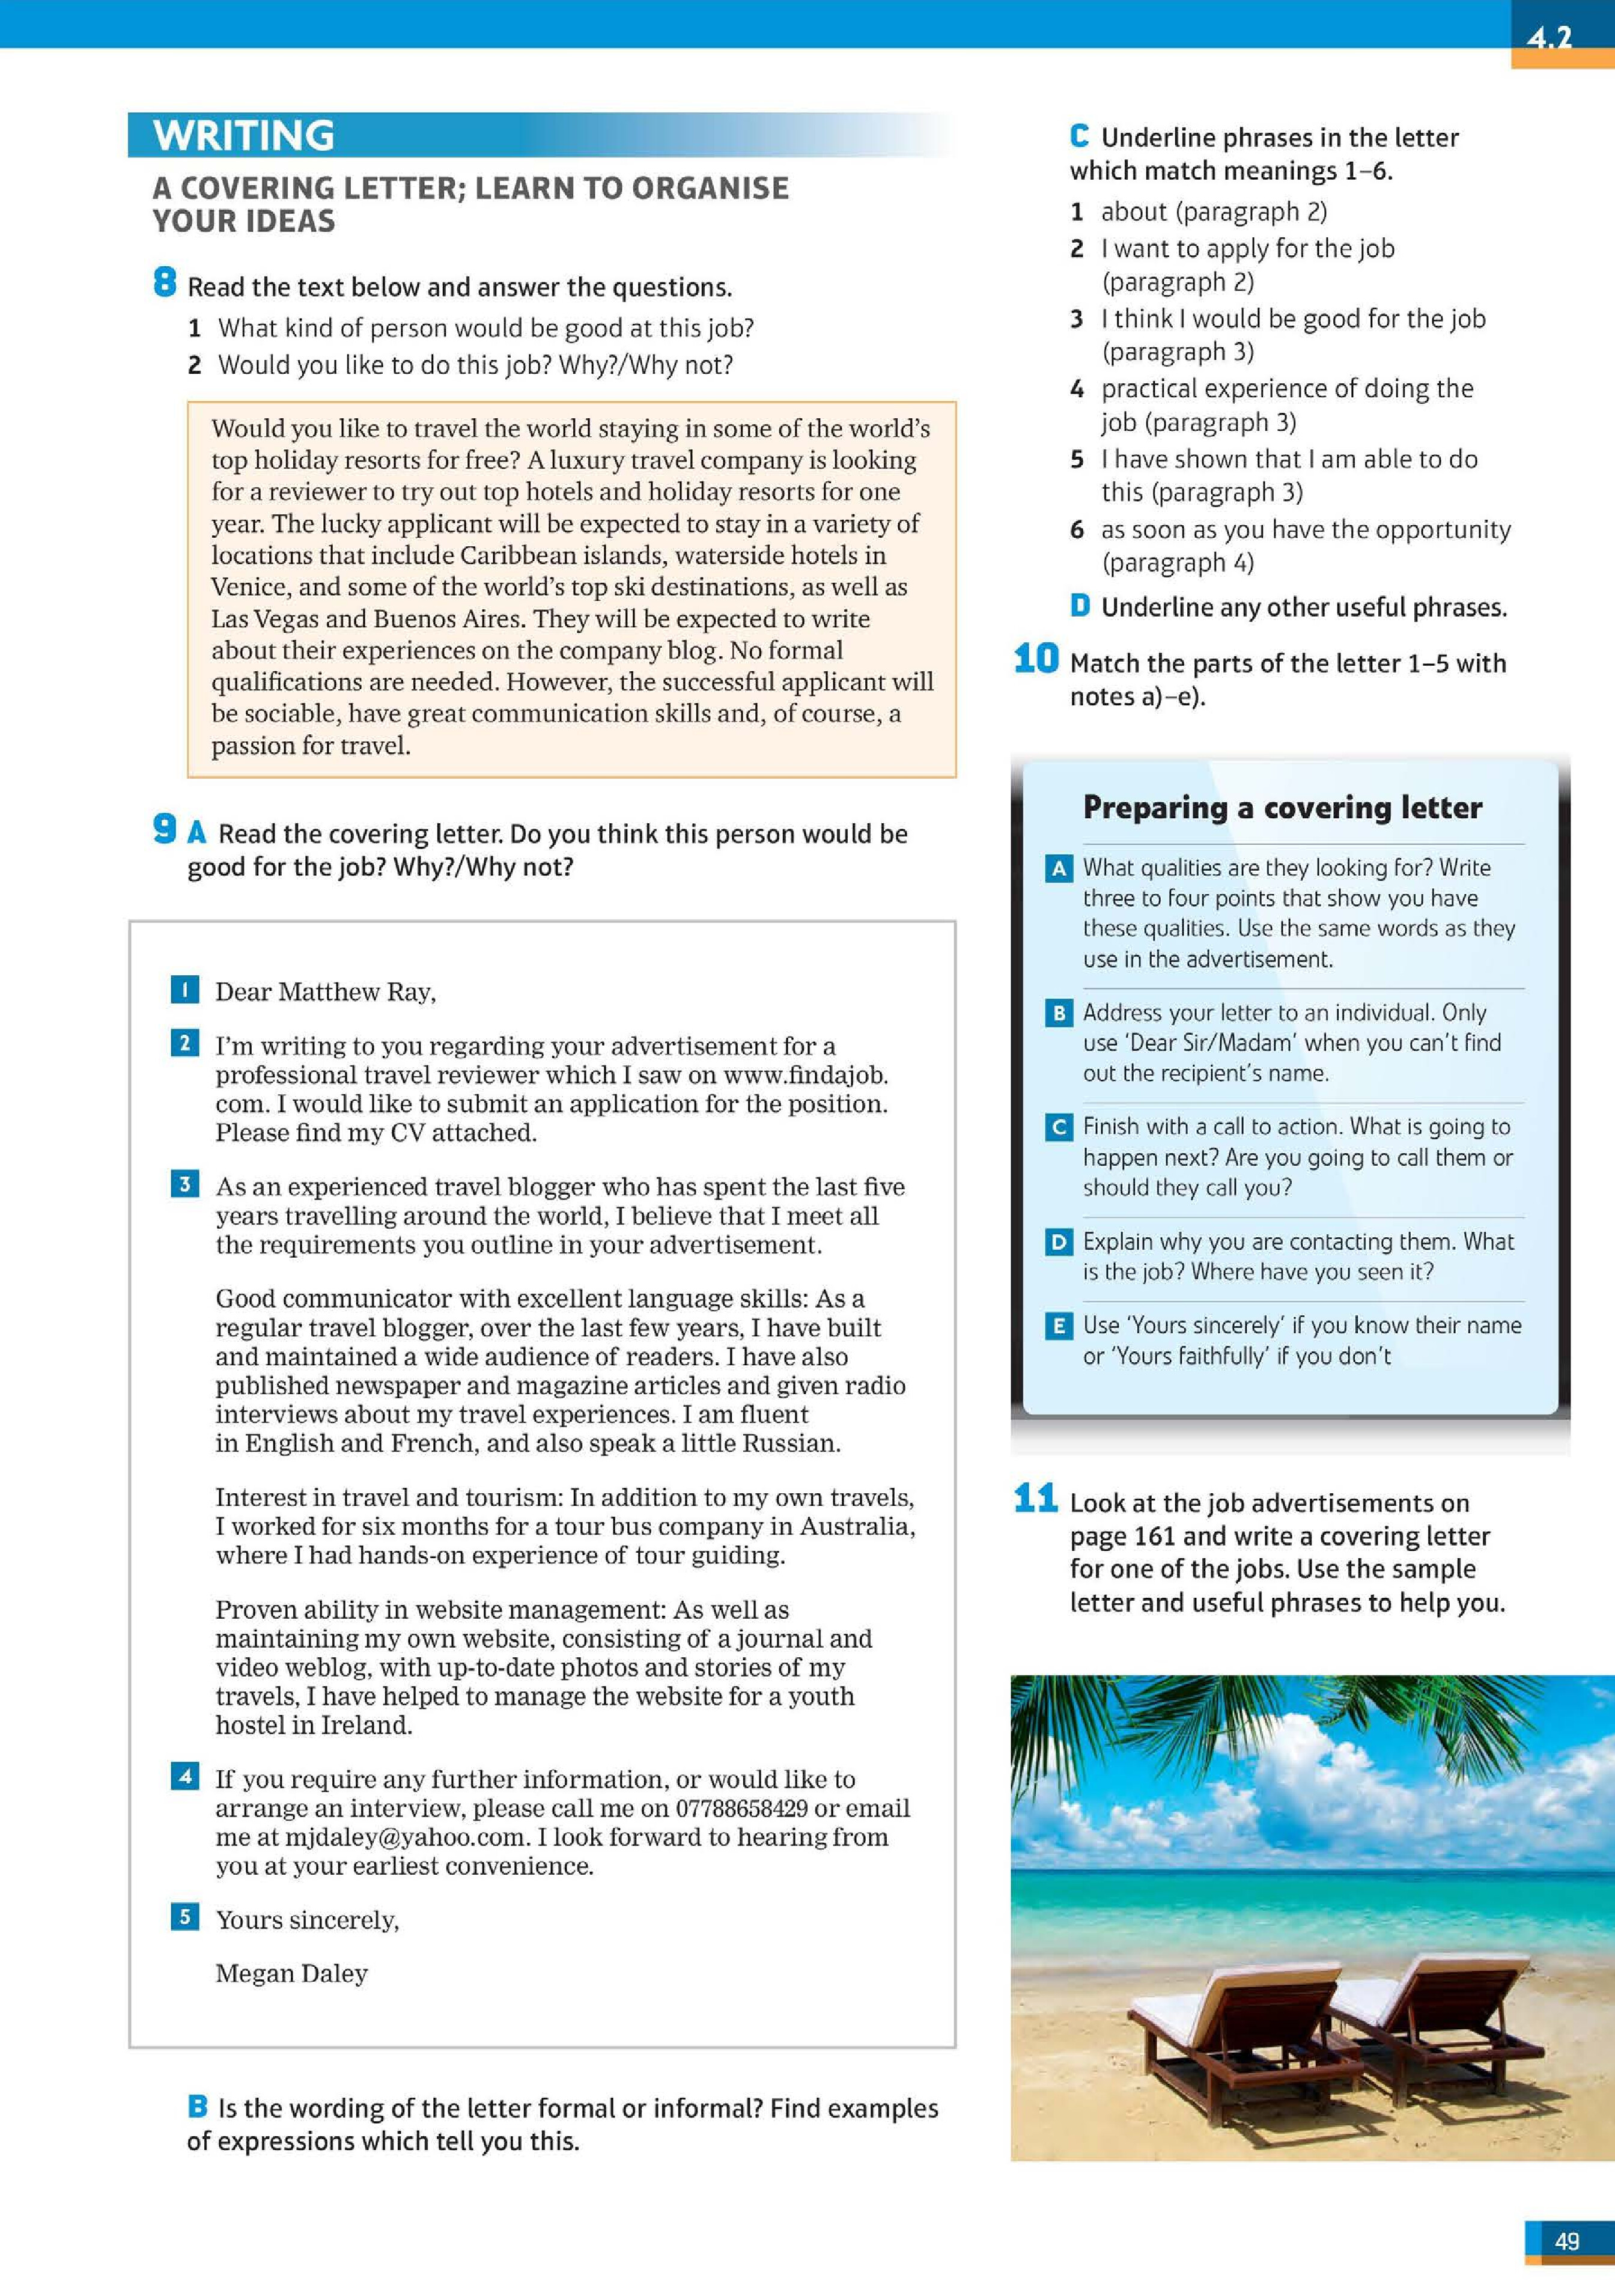 4.2
WRITING
A COVERING LETTER; LEARN TO ORGANISE
YOUR IDEAS
8 Read the text below and answer the questions.
1 What kind of person would be good at this job?
2 Would you like to do this job? Why?/Why not?
Would you like to travel the world staying in some of the world's
top holiday resorts for free? A luxury travel company is looking
for a reviewer to try out top hotels and holiday resorts for one
year. The lucky applicant will be expected to stay in a variety of
locations that include Caribbean islands, waterside hotels in
Venice, and some of the world's top ski destinations, as well as
Las Vegas and Buenos Aires. They will be expected to write
about their experiences on the company blog. No formal
qualifications are needed. However, the successful applicant will
be sociable, have great communication skills and, of course, a
passion for travel.
9 A Read the covering letter. Do you think this person would be
good for the job? Why?/Why not?
1 Dear Matthew Ray,
2 I'm writing to you regarding your advertisement for a
professional travel reviewer which I saw on www.findajob.
com. I would like to submit an application for the position.
Please find my CV attached.
3 As an experienced travel blogger who has spent the last five
years travelling around the world, I believe that I meet all
the requirements you outline in your advertisement.
Good communicator with excellent language skills: As a
regular travel blogger, over the last few years, I have built
and maintained a wide audience of readers. I have also
published newspaper and magazine articles and given radio
interviews about my travel experiences. I am fluent
in English and French, and also speak a little Russian.
Interest in travel and tourism: In addition to my own travels,
I worked for six months for a tour bus company in Australia,
where I had hands-on experience of tour guiding.
Proven ability in website management: As well as
maintaining my own website, consisting of a journal and
video weblog, with up-to-date photos and stories of my
travels, I have helped to manage the website for a youth
hostel in Ireland.
4 If you require any further information, or would like to
arrange an interview, please call me on 07788658429 or email
me at mjdaley@yahoo.com. I look forward to hearing from
you at your earliest convenience.
5 Yours sincerely,
Megan Daley
B Is the wording of the letter formal or informal? Find examples
of expressions which tell you this.
C Underline phrases in the letter
which match meanings 1–6.
1 about (paragraph 2)
2 I want to apply for the job
(paragraph 2)
3 I think I would be good for the job
(paragraph 3)
4 practical experience of doing the
job (paragraph 3)
5 I have shown that I am able to do
this (paragraph 3)
6 as soon as you have the opportunity
(paragraph 4)
D Underline any other useful phrases.
10 Match the parts of the letter 1–5 with
notes a)–e).
Preparing a covering letter
A What qualities are they looking for? Write
three to four points that show you have
these qualities. Use the same words as they
use in the advertisement.
B Address your letter to an individual. Only
use 'Dear Sir/Madam' when you can't find
out the recipient's name.
C Finish with a call to action. What is going to
happen next? Are you going to call them or
should they call you?
D Explain why you are contacting them. What
is the job? Where have you seen it?
E Use 'Yours sincerely' if you know their name
or 'Yours faithfully' if you don't
11 Look at the job advertisements on
page 161 and write a covering letter
for one of the jobs. Use the sample
letter and useful phrases to help you.
49